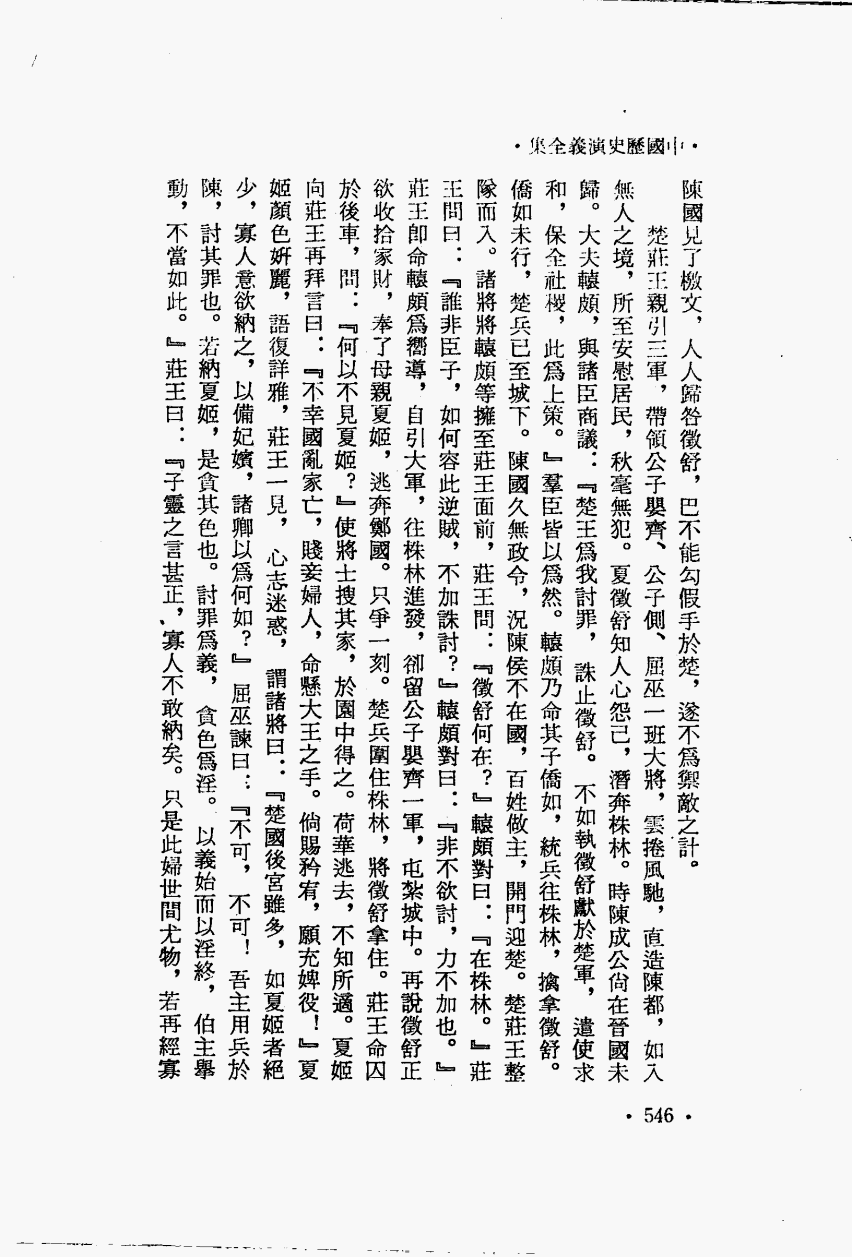 ·中國歷史演義全集·
陳國見了檄文，人人歸咎徵舒，巴不能勾假手於楚，遂不爲禦敵之計。
楚莊王親引三軍，帶領公子嬰齊、公子側、屈巫一班大將，雲捲風馳，直造陳都，如入
無人之境，所至安慰居民，秋毫無犯。夏徵舒知人心怨己，潛奔株林。時陳成公尙在晉國未
歸。大夫轅頗，與諸臣商議：『楚王爲我討罪，誅止徵舒。不如執徵舒獻於楚軍，遣使求
和，保全社稷，此爲上策。』羣臣皆以爲然。轅頗乃命其子僑如，統兵往株林，擒拿徵舒。
僑如未行，楚兵已至城下。陳國久無政令，況陳侯不在國，百姓做主，開門迎楚。楚莊王整
隊而入。諸將將轅頗等擁至莊王面前，莊王問：『徵舒何在？』轅頗對曰：『在株林。』莊
王問曰：『誰非臣子，如何容此逆賊，不加誅討？』轅頗對曰：『非不欲討，力不加也。』
莊王卽命轅頗爲嚮導，自引大軍，往株林進發，卻留公子嬰齊一軍，屯紮城中。再說徵舒正
欲收拾家財，奉了母親夏姬，逃奔鄭國。只爭一刻。楚兵圍住株林，將徵舒拿住。莊王命囚
於後車，問：『何以不見夏姬？』使將士搜其家，於園中得之。荷華逃去，不知所適。夏姬
向莊王再拜言曰：『不幸國亂家亡，賤妾婦人，命懸大王之手。倘賜矜宥，願充婢役！』夏
姬顏色姸麗，語復詳雅，莊王一見，心志迷惑，謂諸將曰：『楚國後宮雖多，如夏姬者絕
少，寡人意欲納之，以備妃嬪，諸卿以爲何如？』屈巫諫曰：『不可，不可！吾主用兵於
陳，討其罪也。若納夏姬，是貪其色也。討罪爲義，貪色爲淫。以義始而以淫終，伯主舉
動，不當如此。』莊王曰：『子靈之言甚正，寡人不敢納矣。只是此婦世間尤物，若再經寡
·546·